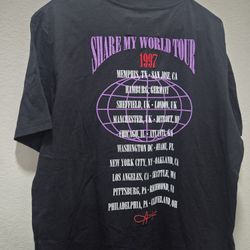 SHARE MY WORLD TOUR
1997
MEMPHIS, TN • SAN JOSE, CA
HAMBURG, GERMANY
SHEFFIELD, UK • LONDON, UK
MANCHESTER, UK • DETROIT, MI
CHICAGO, IL • ATLANTA, GA
WASHINGTON DC • MIAMI, FL
NEW YORK CITY, NY • OAKLAND, CA
LOS ANGELES, CA • SEATTLE, WA
PITTSBURG, PA • RICHMOND, VA
PHILADELPHIA, PA • CLEVELAND, OH